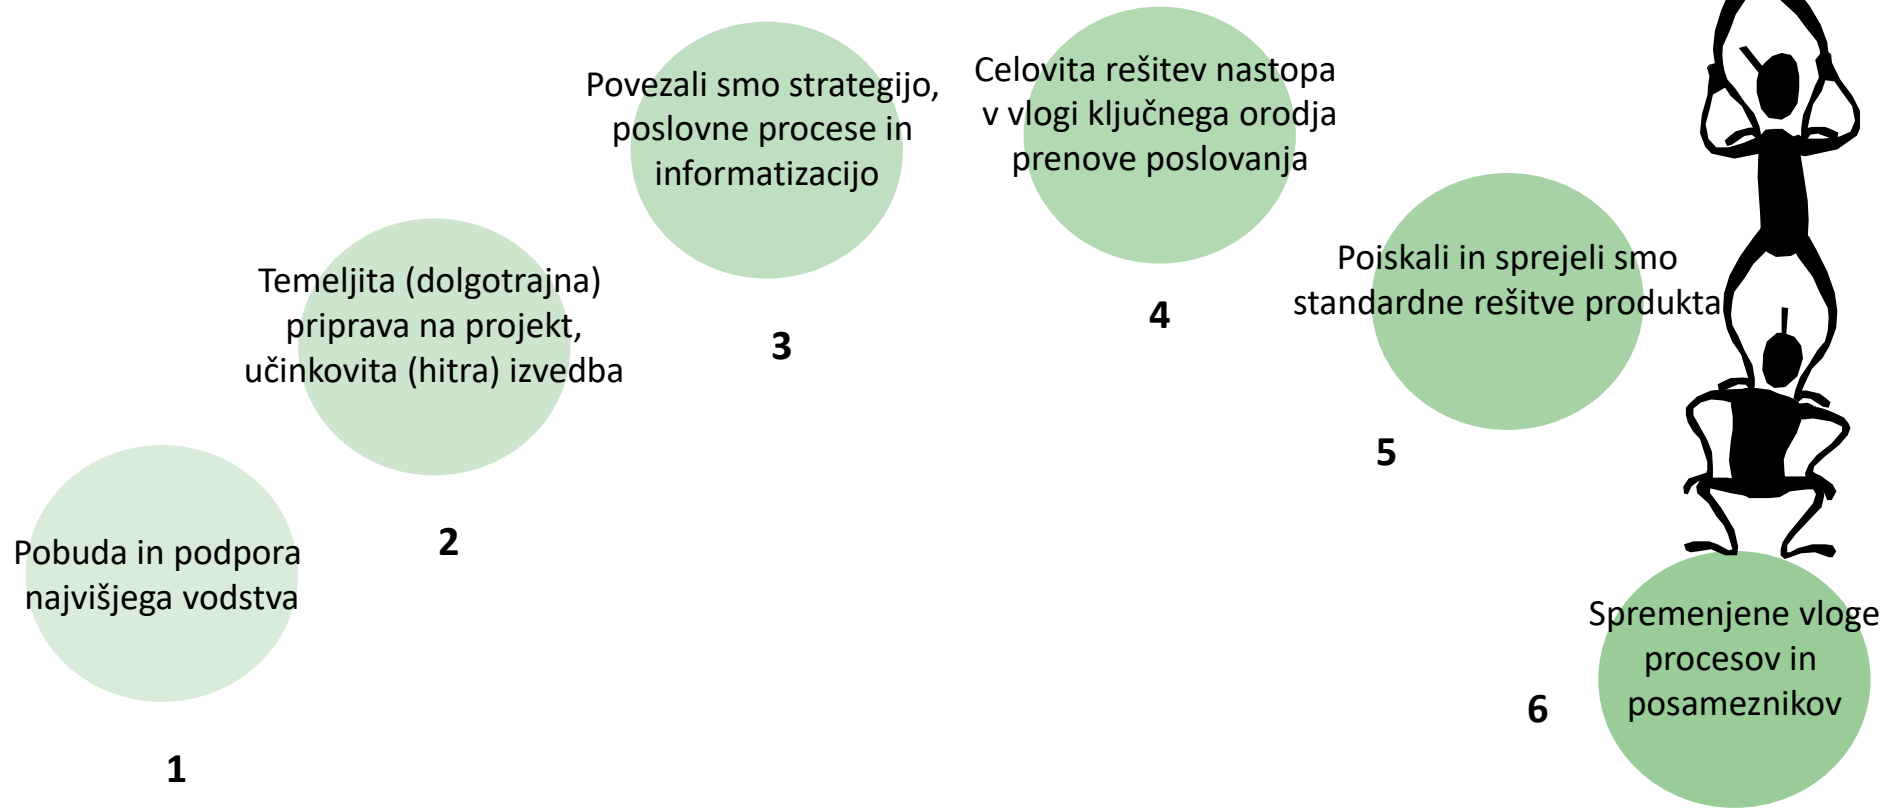 Pobuda in podpora
najvišjega vodstva
1
Temeljita (dolgotrajna)
priprava na projekt,
učinkovita (hitra) izvedba
2
Povezali smo strategijo,
poslovne procese in
informatizacijo
3
Celovita rešitev nastopa
v vlogi ključnega orodja
prenove poslovanja
4
Poiskali in sprejeli smo
standardne rešitve produkta
5
Spremenjene vloge
procesov in
posameznikov
6